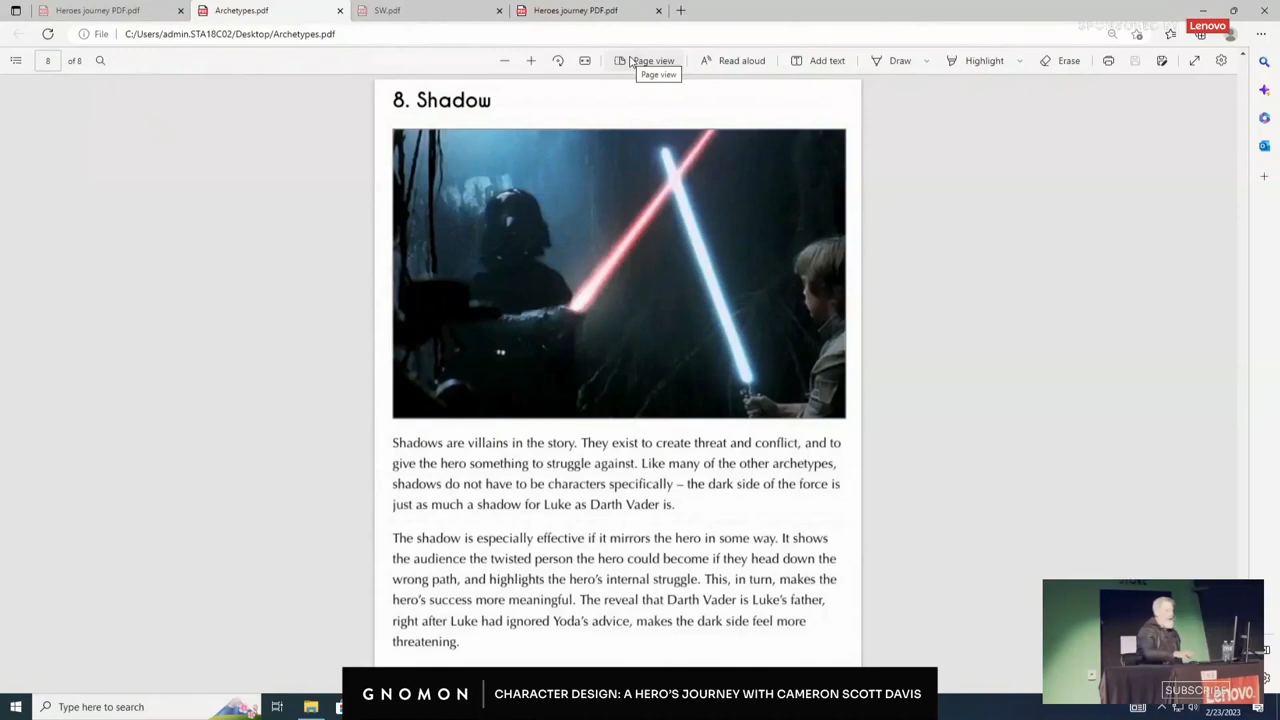 Heroes journey PDF.pdf
Archetypes.pdf
SW.pdf
Heroes journey PDF.pdf
File
C:/Users/admin.STA18C02/Desktop/Archetypes.pdf
SPONSORED BY Lenovo
8 of 8
Page view
Read aloud
Add text
Draw
Highlight
Erase
Page view
8. Shadow
Shadows are villains in the story. They exist to create threat and conflict, and to
give the hero something to struggle against. Like many of the other archetypes,
shadows do not have to be characters specifically – the dark side of the force is
just as much a shadow for Luke as Darth Vader is.
The shadow is especially effective if it mirrors the hero in some way. It shows
the audience the twisted person the hero could become if they head down the
wrong path, and highlights the hero's internal struggle. This, in turn, makes the
hero's success more meaningful. The reveal that Darth Vader is Luke's father,
right after Luke had ignored Yoda's advice, makes the dark side feel more
threatening.
GNOMON
CHARACTER DESIGN: A HERO'S JOURNEY WITH CAMERON SCOTT DAVIS
SUBSCRIBE
Lenovo.
Type here to search
2/23/2023